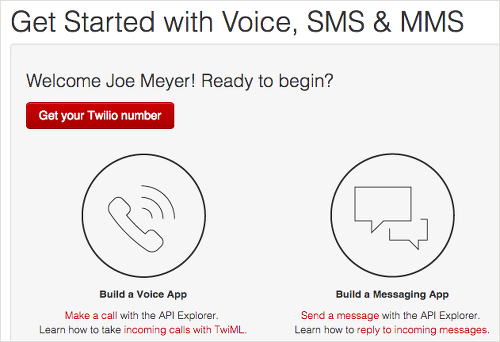 Get Started with Voice, SMS & MMS
Welcome Joe Meyer! Ready to begin?
Get your Twilio number
Build a Voice App
Make a call with the API Explorer.
Learn how to take incoming calls with TwiML.
Build a Messaging App
Send a message with the API Explorer.
Learn how to reply to incoming messages.